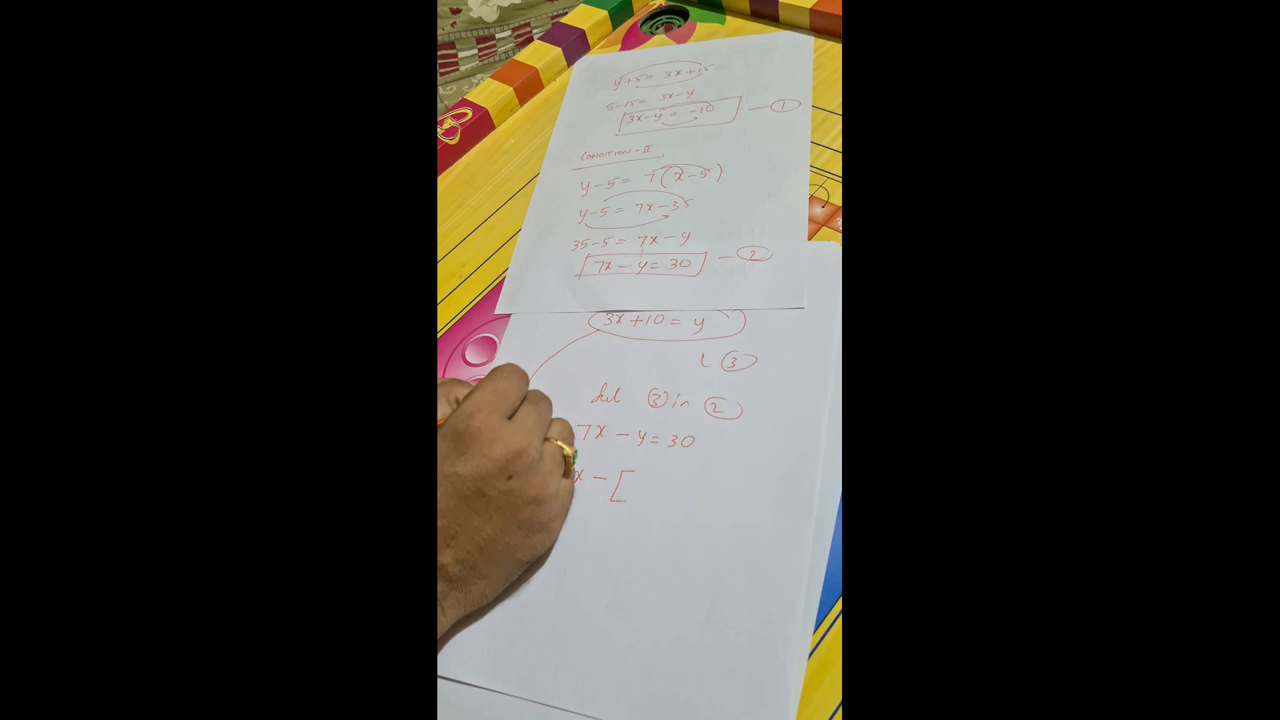 y+5= 3x+15
5-15= 3x-y
3x-y = -10 — 1
CONDITION-II
y-5= 7(x-5)
y-5 = 7x-35
35-5= 7x-y
7x-y=30 — 2
3x+10= y
3
3 in 2
7x-y=30
x-[